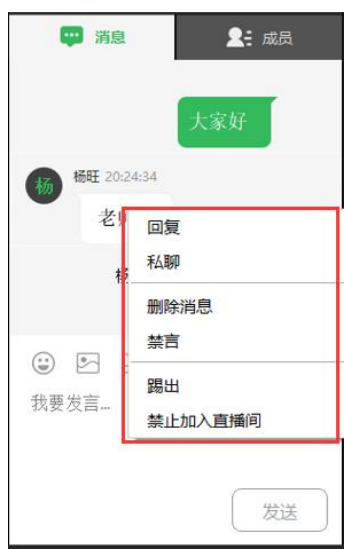 消息
成员
大家好
杨
杨旺 20:24:34
老
回复
私聊
删除消息
禁言
踢出
禁止加入直播间
我要发言...
发送